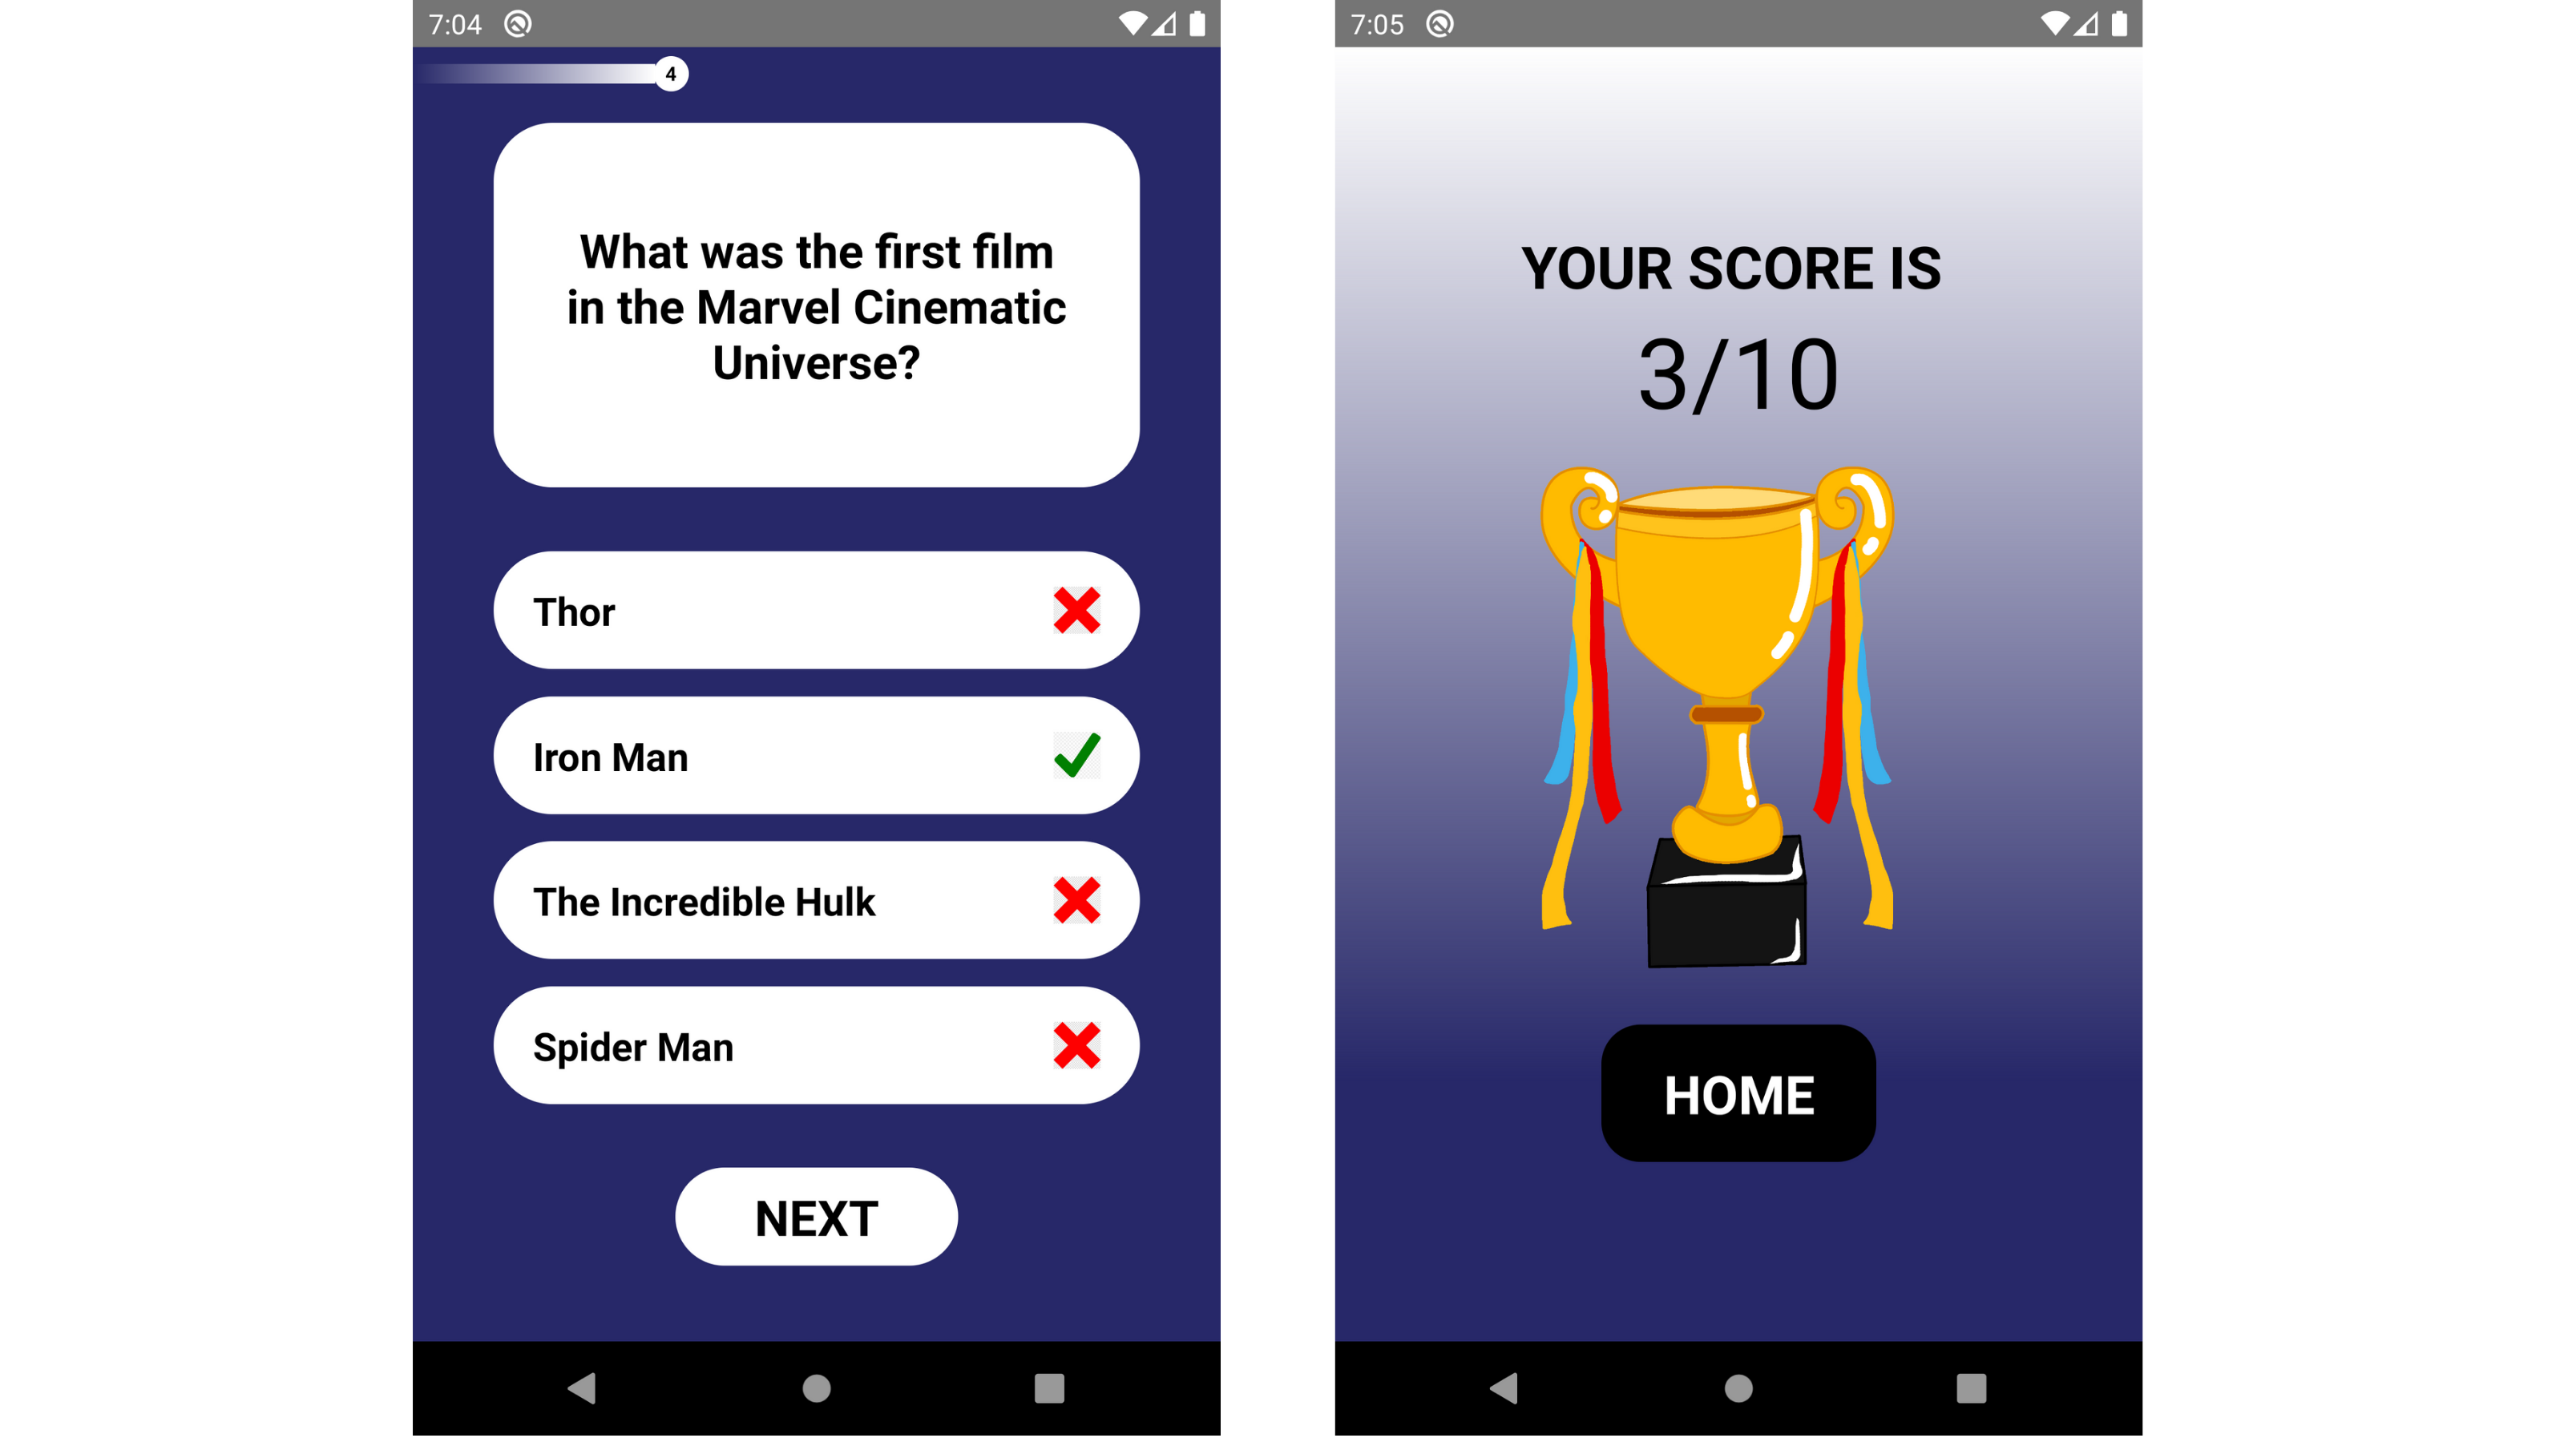 7:04
4
What was the first film
in the Marvel Cinematic
Universe?
Thor
Iron Man
The Incredible Hulk
Spider Man
NEXT
7:05
YOUR SCORE IS
3/10
HOME